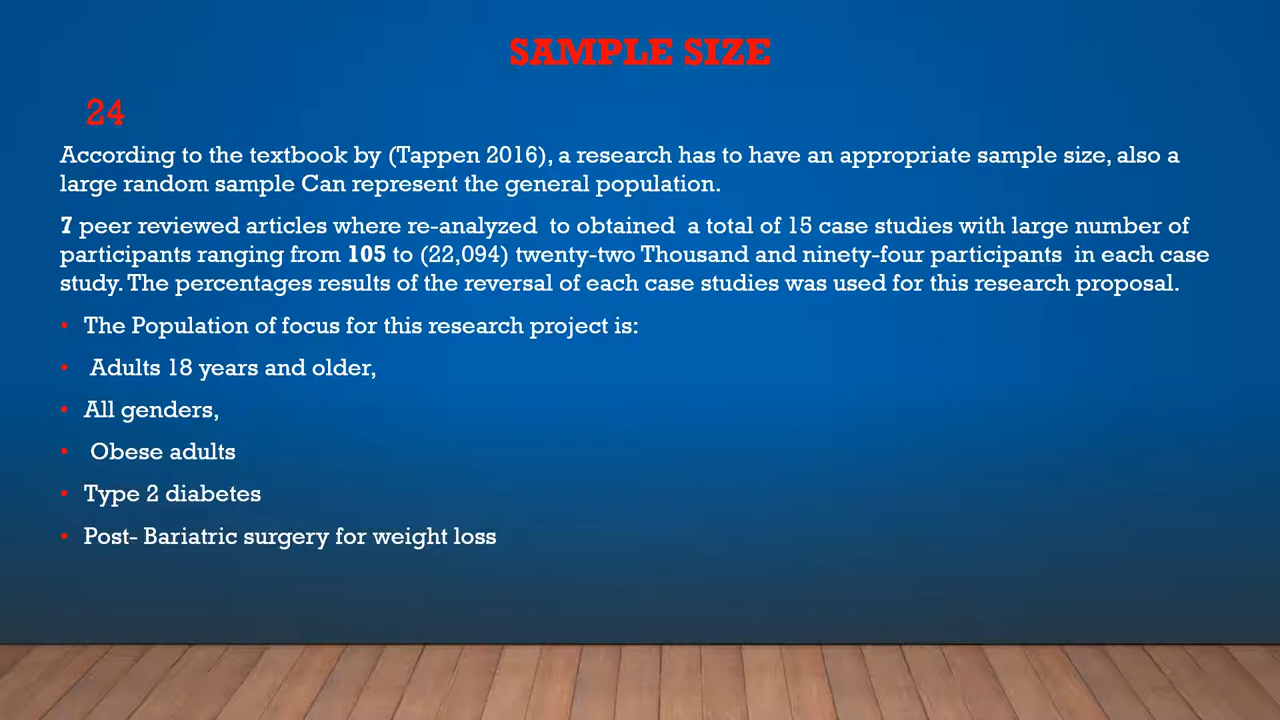 SAMPLE SIZE
24
According to the textbook by (Tappen 2016), a research has to have an appropriate sample size, also a
large random sample Can represent the general population.
7 peer reviewed articles where re-analyzed  to obtained  a total of 15 case studies with large number of
participants ranging from 105 to (22,094) twenty-two Thousand and ninety-four participants  in each case
study. The percentages results of the reversal of each case studies was used for this research proposal.
• The Population of focus for this research project is:
• Adults 18 years and older,
• All genders,
• Obese adults
• Type 2 diabetes
• Post- Bariatric surgery for weight loss